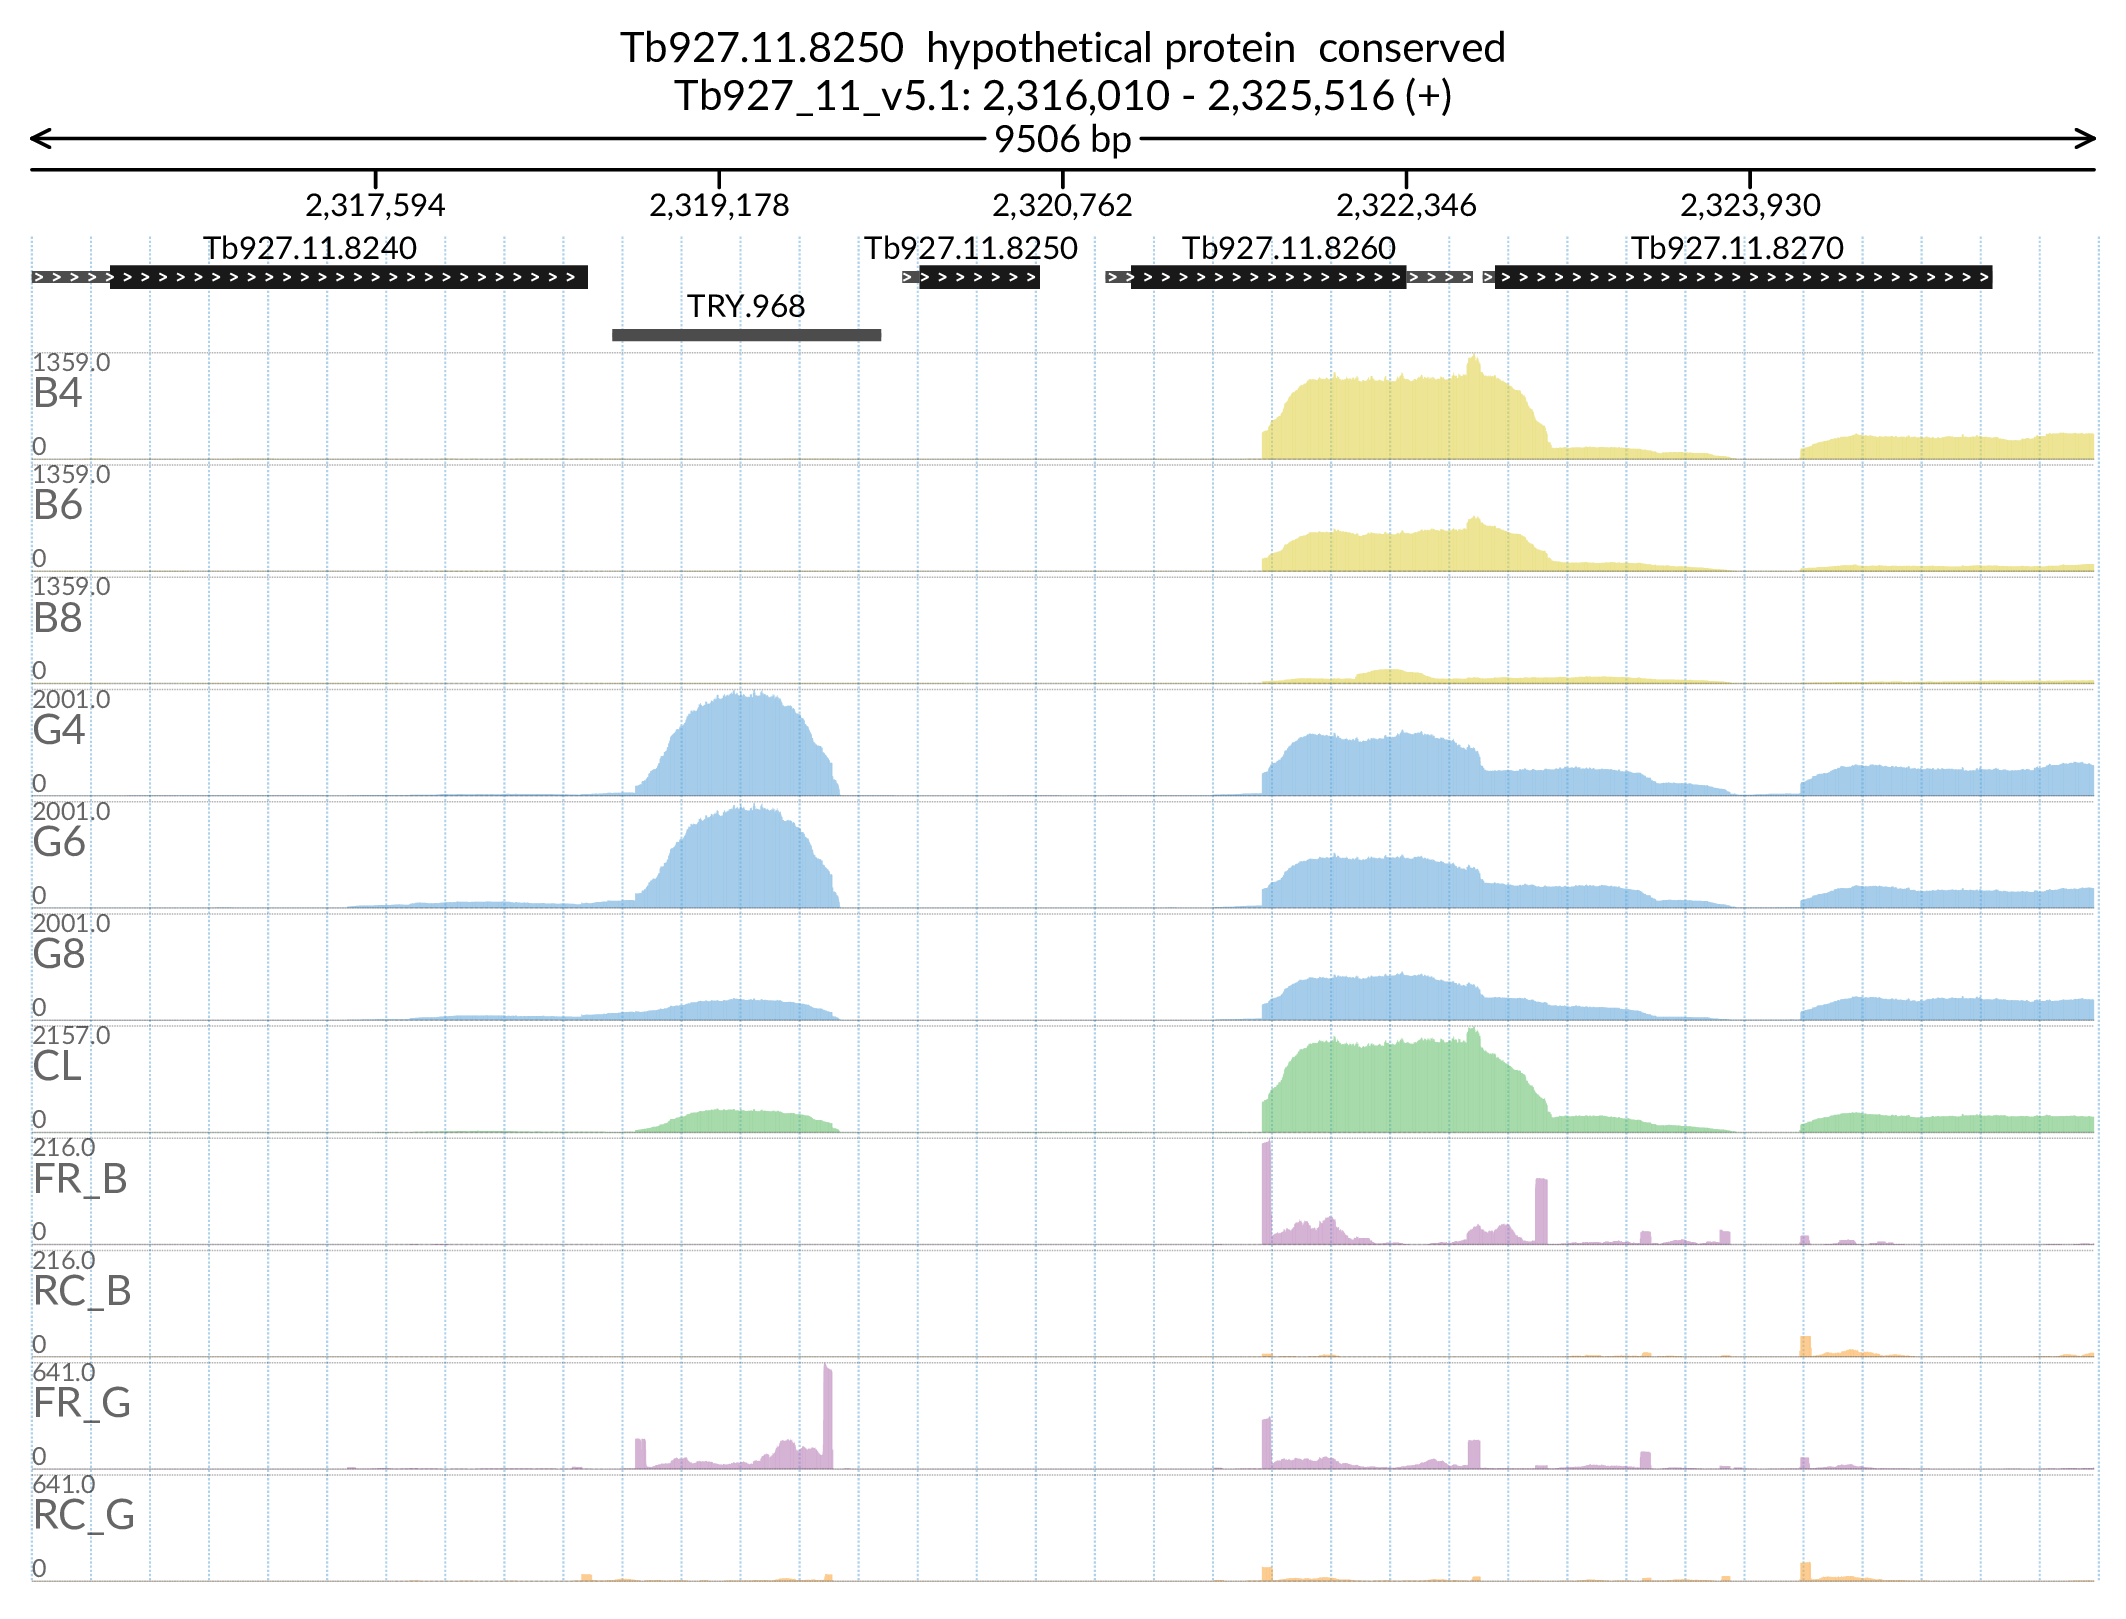 Tb927.11.8250  hypothetical protein  conserved
Tb927_11_v5.1: 2,316,010 - 2,325,516 (+)
9506 bp
2,317,594 2,319,178 2,320,762 2,322,346 2,323,930
Tb927.11.8240 Tb927.11.8250 Tb927.11.8260 Tb927.11.8270
TRY.968
1359.0
B4
0
1359.0
B6
0
1359.0
B8
0
2001.0
G4
0
2001.0
G6
0
2001.0
G8
0
2157.0
CL
0
216.0
FR_B
0
216.0
RC_B
0
641.0
FR_G
0
641.0
RC_G
0